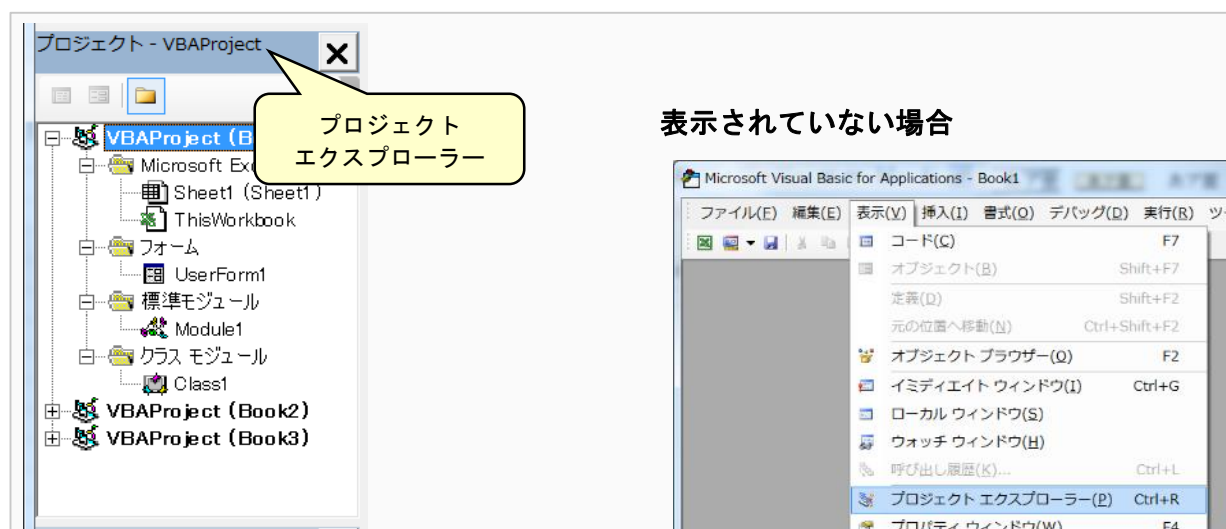 プロジェクト - VBAProject
プロジェクト
エクスプローラー
VBAProject (B
Microsoft Exc
Sheet1 (Sheet1)
ThisWorkbook
フォーム
UserForm1
標準モジュール
Module1
クラス モジュール
Class1
VBAProject (Book2)
VBAProject (Book3)
表示されていない場合
Microsoft Visual Basic for Applications - Book1
ファイル(F) 編集(E) 表示(V) 挿入(I) 書式(O) デバッグ(D) 実行(R) ツ
コード(C) F7
オブジェクト(B) Shift+F7
定義(D) Shift+F2
元の位置へ移動(N) Ctrl+Shift+F2
オブジェクト ブラウザー(O) F2
イミディエイト ウィンドウ(I) Ctrl+G
ローカル ウィンドウ(S)
ウォッチ ウィンドウ(H)
呼び出し履歴(K)... Ctrl+L
プロジェクト エクスプローラー(P) Ctrl+R
プロパティ ウィンドウ(W) F4